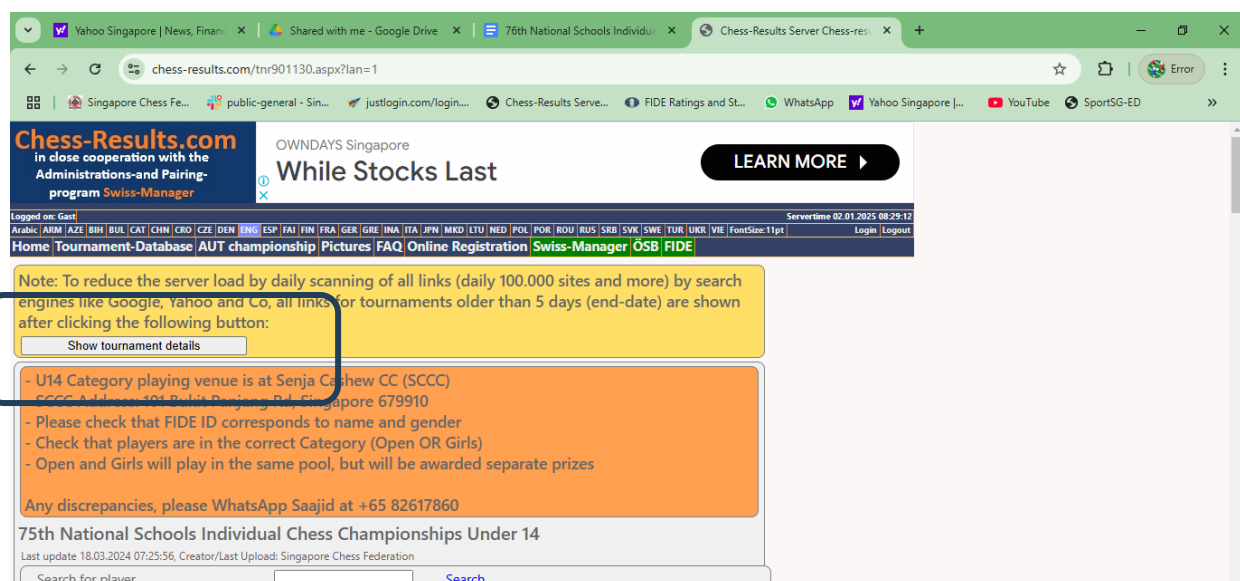 Yahoo Singapore | News, Financ
Shared with me - Google Drive
76th National Schools Individua
Chess-Results Server Chess-resu
chess-results.com/tnr901130.aspx?lan=1
Error
Singapore Chess Fe...
public-general - Sin...
justlogin.com/login....
Chess-Results Serve...
FIDE Ratings and St...
WhatsApp
Yahoo Singapore |...
YouTube
SportSG-ED
Chess-Results.com
in close cooperation with the
Administrations-and Pairing-
program Swiss-Manager
OWNDAYS Singapore
While Stocks Last
LEARN MORE
Logged on: Gast
Servertime 02.01.2025 08:29:12
Arabic ARM AZE BIH BUL CAT CHN CRO CZE DEN ENG ESP FAI FIN FRA GER GRE INA ITA JPN MKD LTU NED POL POR ROU RUS SRB SVK SWE TUR UKR VIE FontSize:11pt
Login Logout
Home Tournament-Database AUT championship Pictures FAQ Online Registration Swiss-Manager ÖSB FIDE
Note: To reduce the server load by daily scanning of all links (daily 100.000 sites and more) by search
engines like Google, Yahoo and Co, all links for tournaments older than 5 days (end-date) are shown
after clicking the following button:
Show tournament details
- U14 Category playing venue is at Senja Cashew CC (SCCC)
- SCCC Address: 101 Bukit Panjang Rd, Singapore 679910
- Please check that FIDE ID corresponds to name and gender
- Check that players are in the correct Category (Open OR Girls)
- Open and Girls will play in the same pool, but will be awarded separate prizes
Any discrepancies, please WhatsApp Saajid at +65 82617860
75th National Schools Individual Chess Championships Under 14
Last update 18.03.2024 07:25:56, Creator/Last Upload: Singapore Chess Federation
Search for player
Search